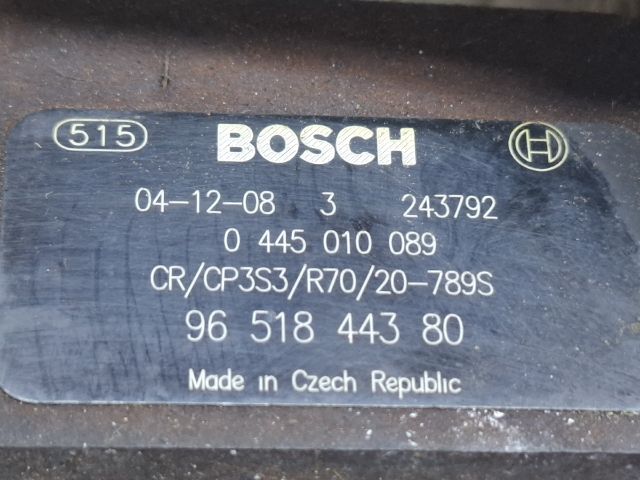 515 BOSCH
04-12-08 3 243792
0 445 010 089
CR/CP3S3/R70/20-789S
96 518 443 80
Made in Czech Republic